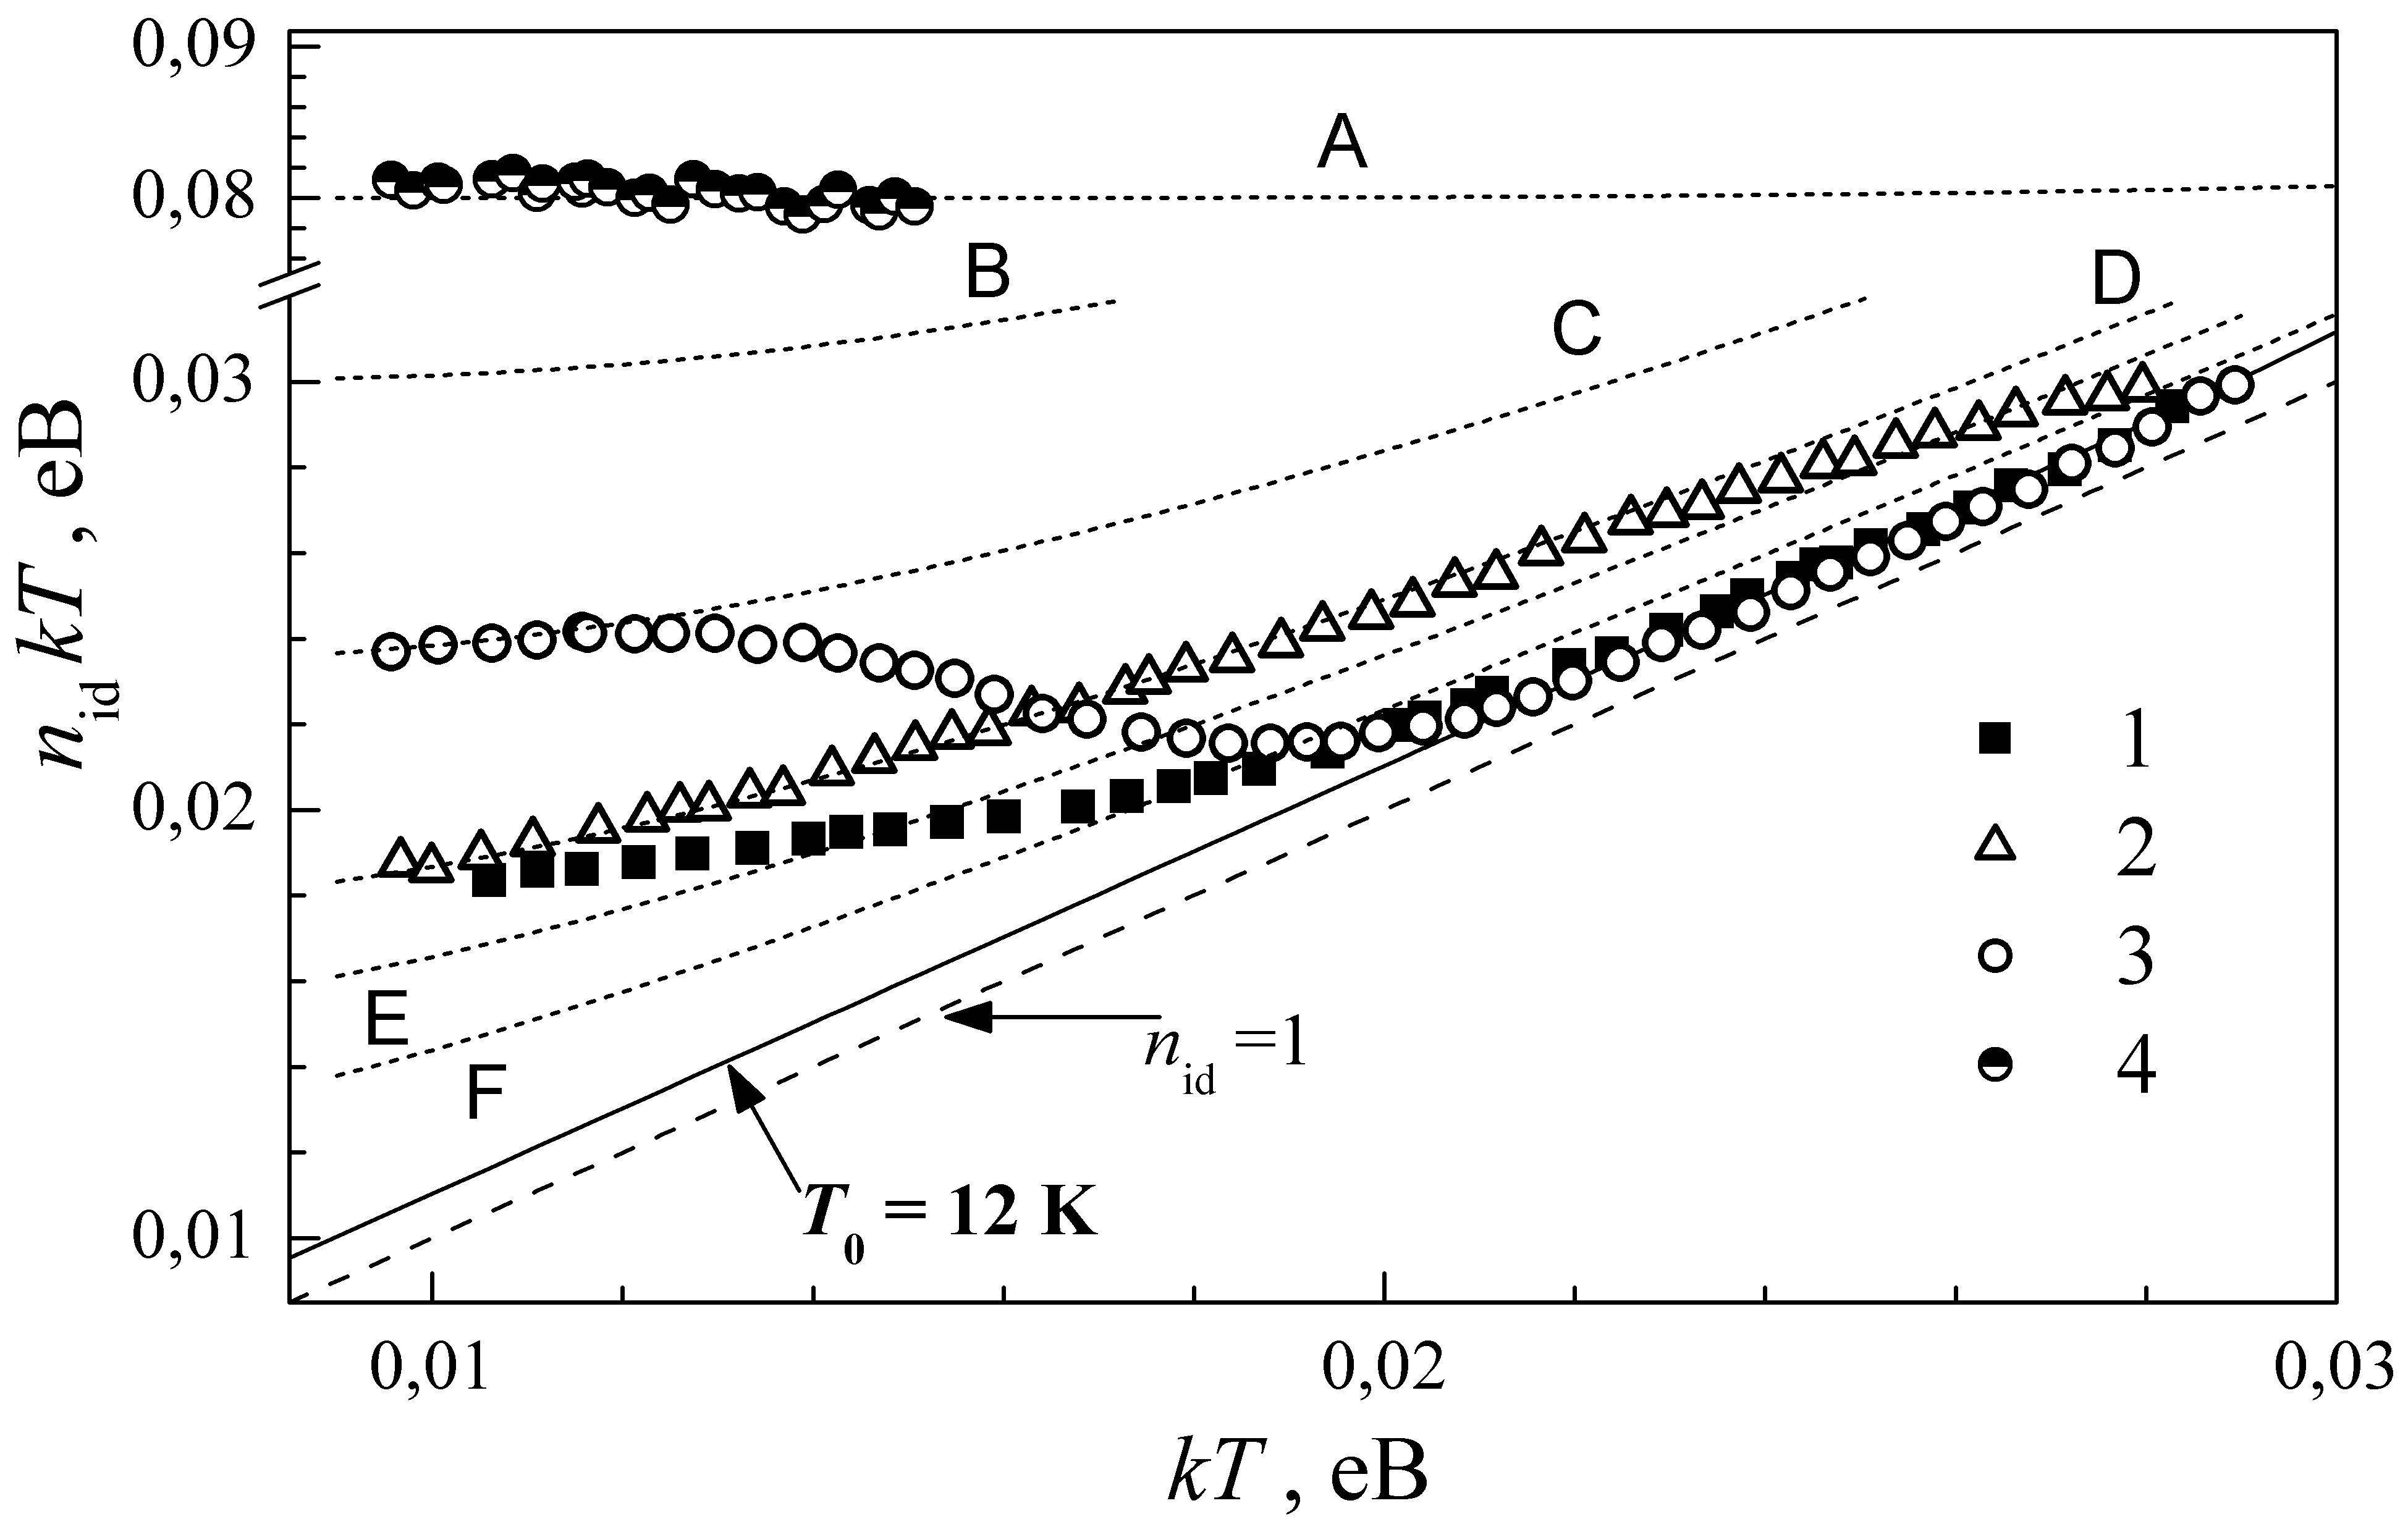 0,09
A
0,08
B
D
C
0,03
n_id kT, eB
1
0,02
2
3
E
n_id =1
4
F
T_0 = 12 K
0,01
0,01 0,02 0,03
kT, eB